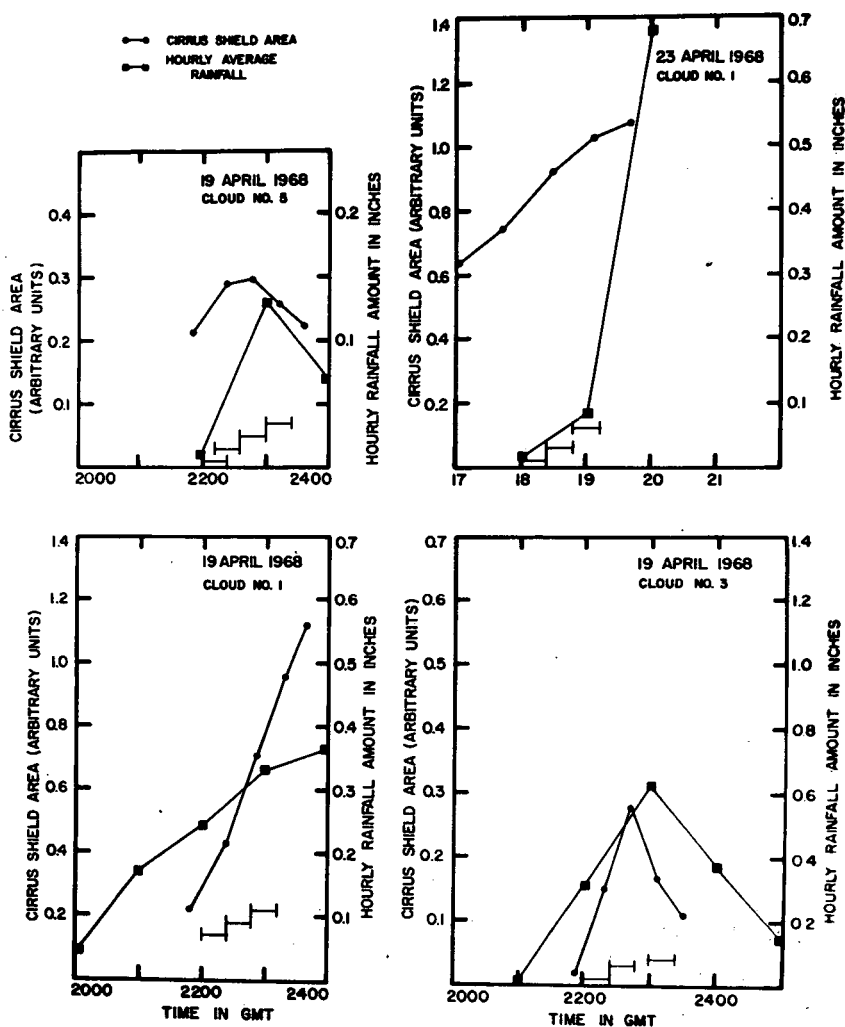 CIRRUS SHIELD AREA
HOURLY AVERAGE
RAINFALL
19 APRIL 1968
CLOUD NO. 5
CIRRUS SHIELD AREA
(ARBITRARY UNITS)
0.4
0.3
0.2
0.1
HOURLY RAINFALL AMOUNT IN INCHES
0.2
0.1
2000
2200
2400
23 APRIL 1968
CLOUD NO. 1
CIRRUS SHIELD AREA (ARBITRARY UNITS)
1.4
1.2
1.0
0.8
0.6
0.4
0.2
HOURLY RAINFALL AMOUNT IN INCHES
0.7
0.6
0.5
0.4
0.3
0.2
0.1
17
18
19
20
21
19 APRIL 1968
CLOUD NO. 1
CIRRUS SHIELD AREA (ARBITRARY UNITS)
1.4
1.2
1.0
0.8
0.6
0.4
0.2
HOURLY RAINFALL AMOUNT IN INCHES
0.7
0.6
0.5
0.4
0.3
0.2
0.1
2000
2200
2400
TIME IN GMT
19 APRIL 1968
CLOUD NO. 3
CIRRUS SHIELD AREA (ARBITRARY UNITS)
0.7
0.6
0.5
0.4
0.3
0.2
0.1
HOURLY RAINFALL AMOUNT IN INCHES
1.4
1.2
1.0
0.8
0.6
0.4
0.2
2000
2200
2400
TIME IN GMT